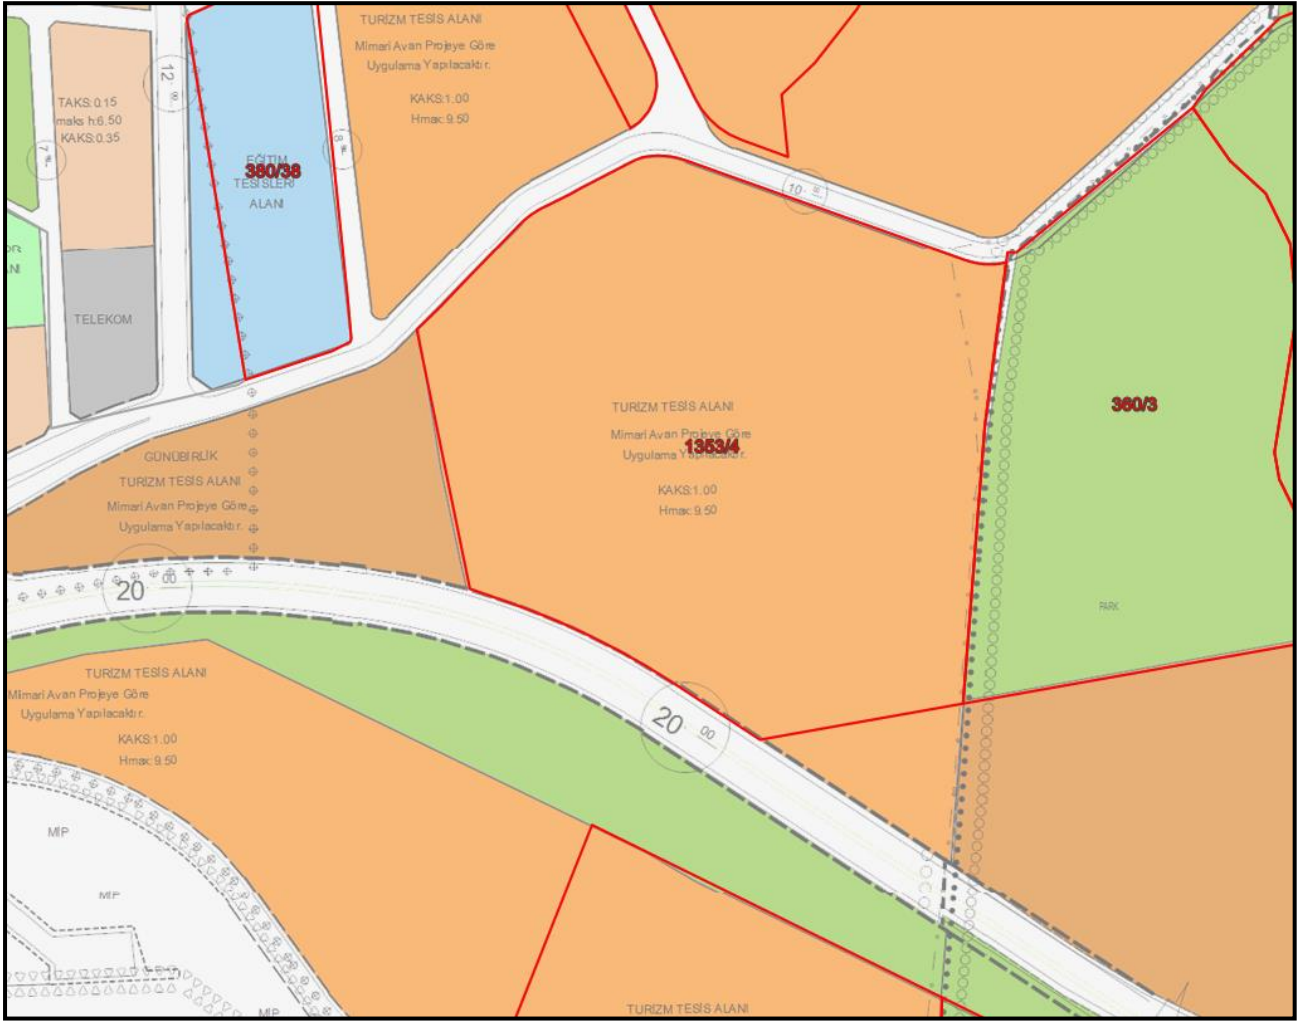 TURİZM TESİS ALANI
Mimari Avan Projeye Göre
Uygulama Yapılacaktır.
KAKS:1.00
Hmax:9.50
12.00
TAKS:0.15
maks h:6.50
KAKS:0.35
7
8
EĞİTİM
380/38
TESİSLERİ
ALANI
10
TELEKOM
360/3
TURİZM TESİS ALANI
Mimari Avan Projeye Göre
1353/4
Uygulama Yapılacaktır.
KAKS:1.00
Hmax:9.50
GÜNÜBİRLİK
TURİZM TESİS ALANI
Mimari Avan Projeye Göre
Uygulama Yapılacaktır.
20.00
PARK
TURİZM TESİS ALANI
Mimari Avan Projeye Göre
Uygulama Yapılacaktır.
KAKS:1.00
Hmax:9.50
20.00
MİP
MİP
MİP
TURİZM TESİS ALANI